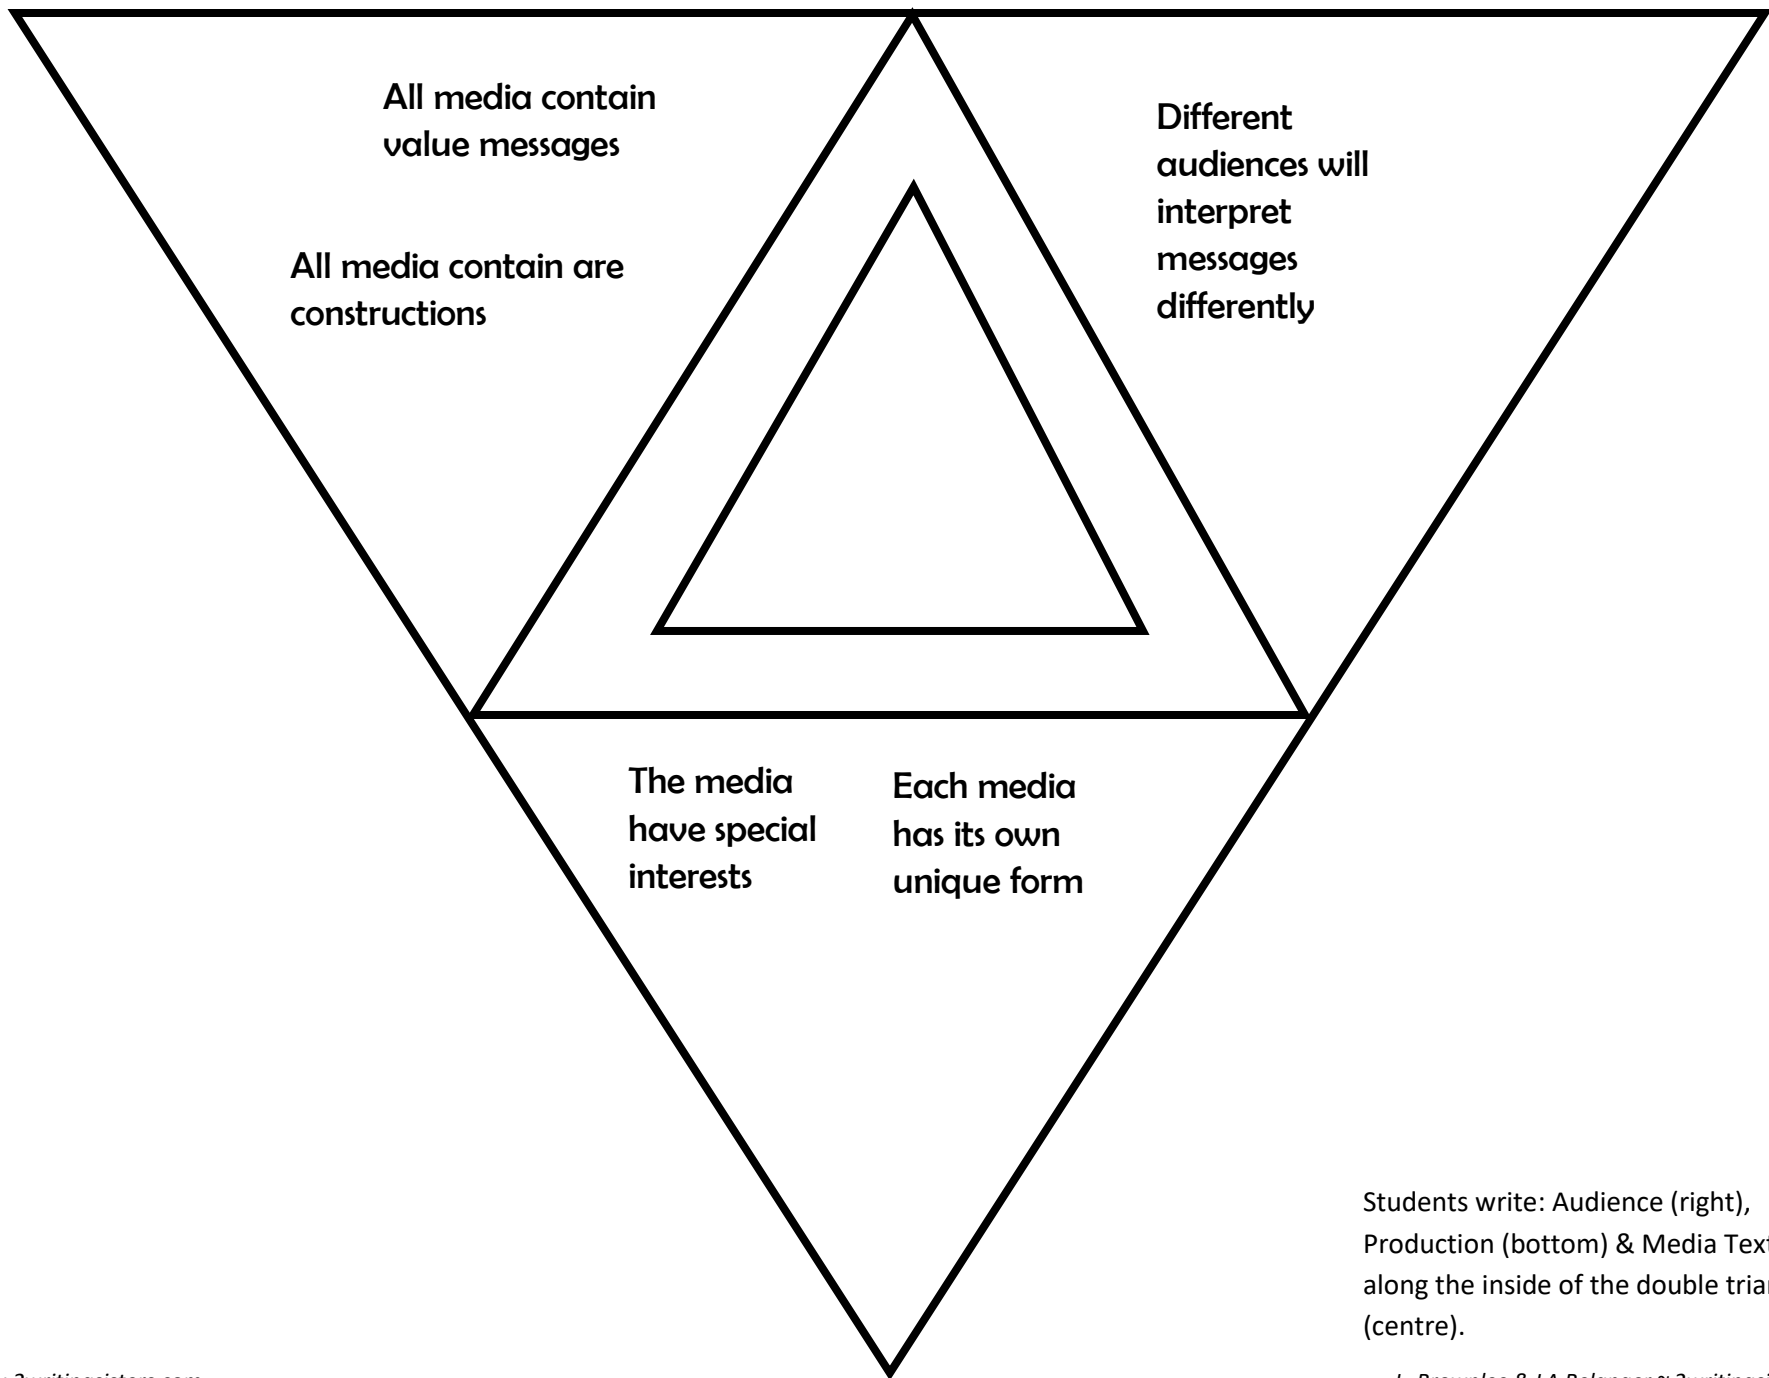 All media contain
value messages
All media contain are
constructions
Different
audiences will
interpret
messages
differently
The media
have special
interests
Each media
has its own
unique form
Students write: Audience (right),
Production (bottom) & Media Text
along the inside of the double
(centre).